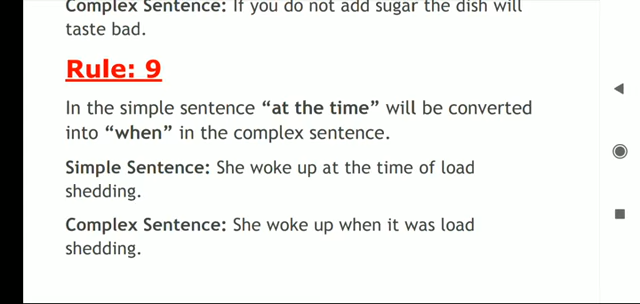 Complex Sentence: If you do not add sugar the dish will
taste bad.
Rule: 9
In the simple sentence “at the time” will be converted
into “when” in the complex sentence.
Simple Sentence: She woke up at the time of load
shedding.
Complex Sentence: She woke up when it was load
shedding.